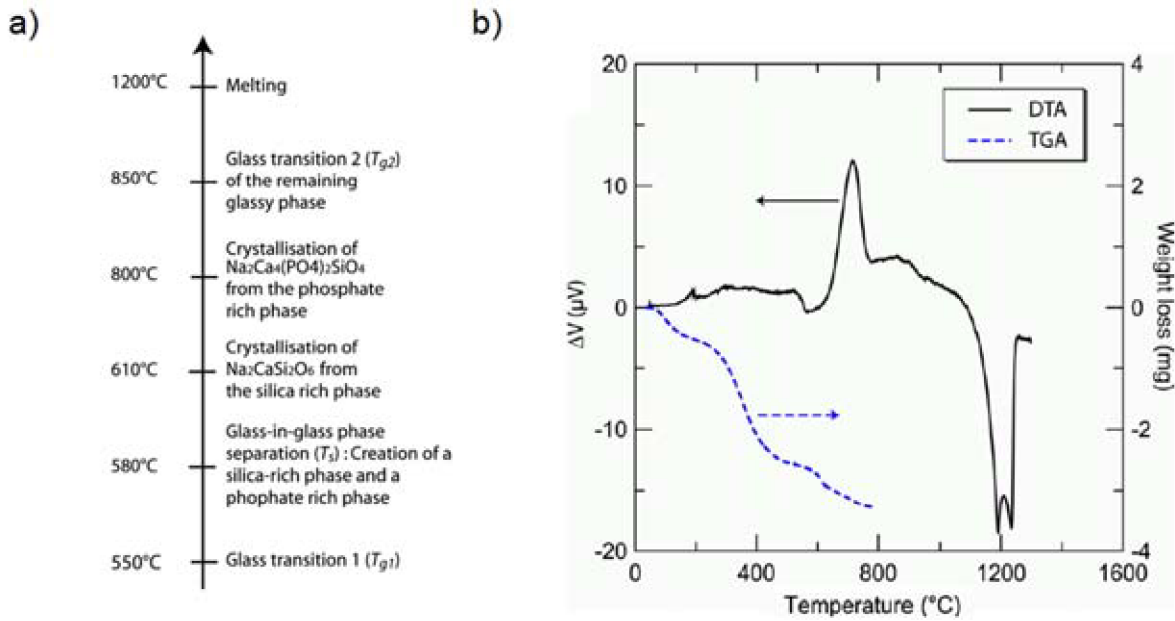 a)
1200°C
Melting
850°C
Glass transition 2 (Tg2)
of the remaining
glassy phase
800°C
Crystallisation of
Na₂Ca₄(PO4)₂SiO₄
from the phosphate
rich phase
610°C
Crystallisation of
Na₂CaSi₂O₆ from
the silica rich phase
580°C
Glass-in-glass phase
separation (Ts) : Creation of a
silica-rich phase and a
phophate rich phase
550°C
Glass transition 1 (Tg1)
b)
DTA
TGA
20
10
0
-10
-20
ΔV (µV)
4
2
0
-2
-4
Weight loss (mg)
0
400
800
1200
1600
Temperature (°C)